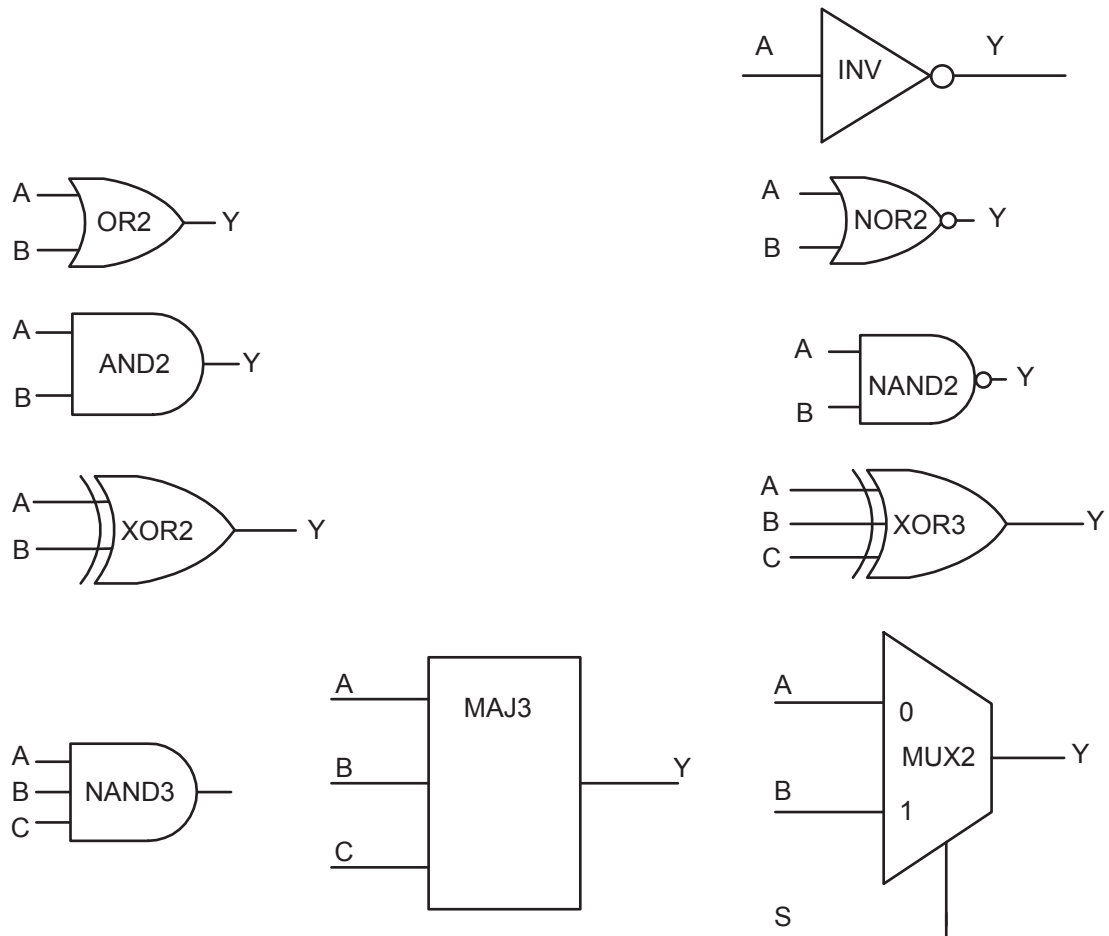 A INV Y
A OR2 Y
B
A NOR2 Y
B
A AND2 Y
B
A NAND2 Y
B
A XOR2 Y
B
A XOR3 Y
B
C
A NAND3
B
C
A MAJ3
B Y
C
A 0
MUX2 Y
B 1
S